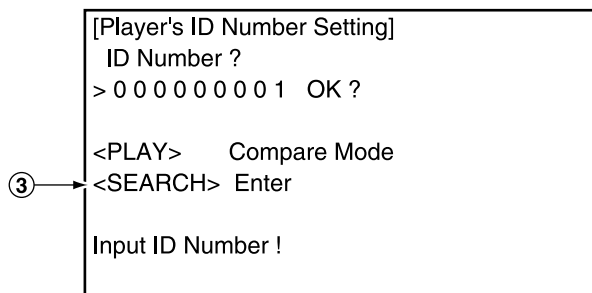 [Player's ID Number Setting]
ID Number ?
> 0 0 0 0 0 0 0 0 1 OK ?
<PLAY> Compare Mode
③ <SEARCH> Enter
Input ID Number !